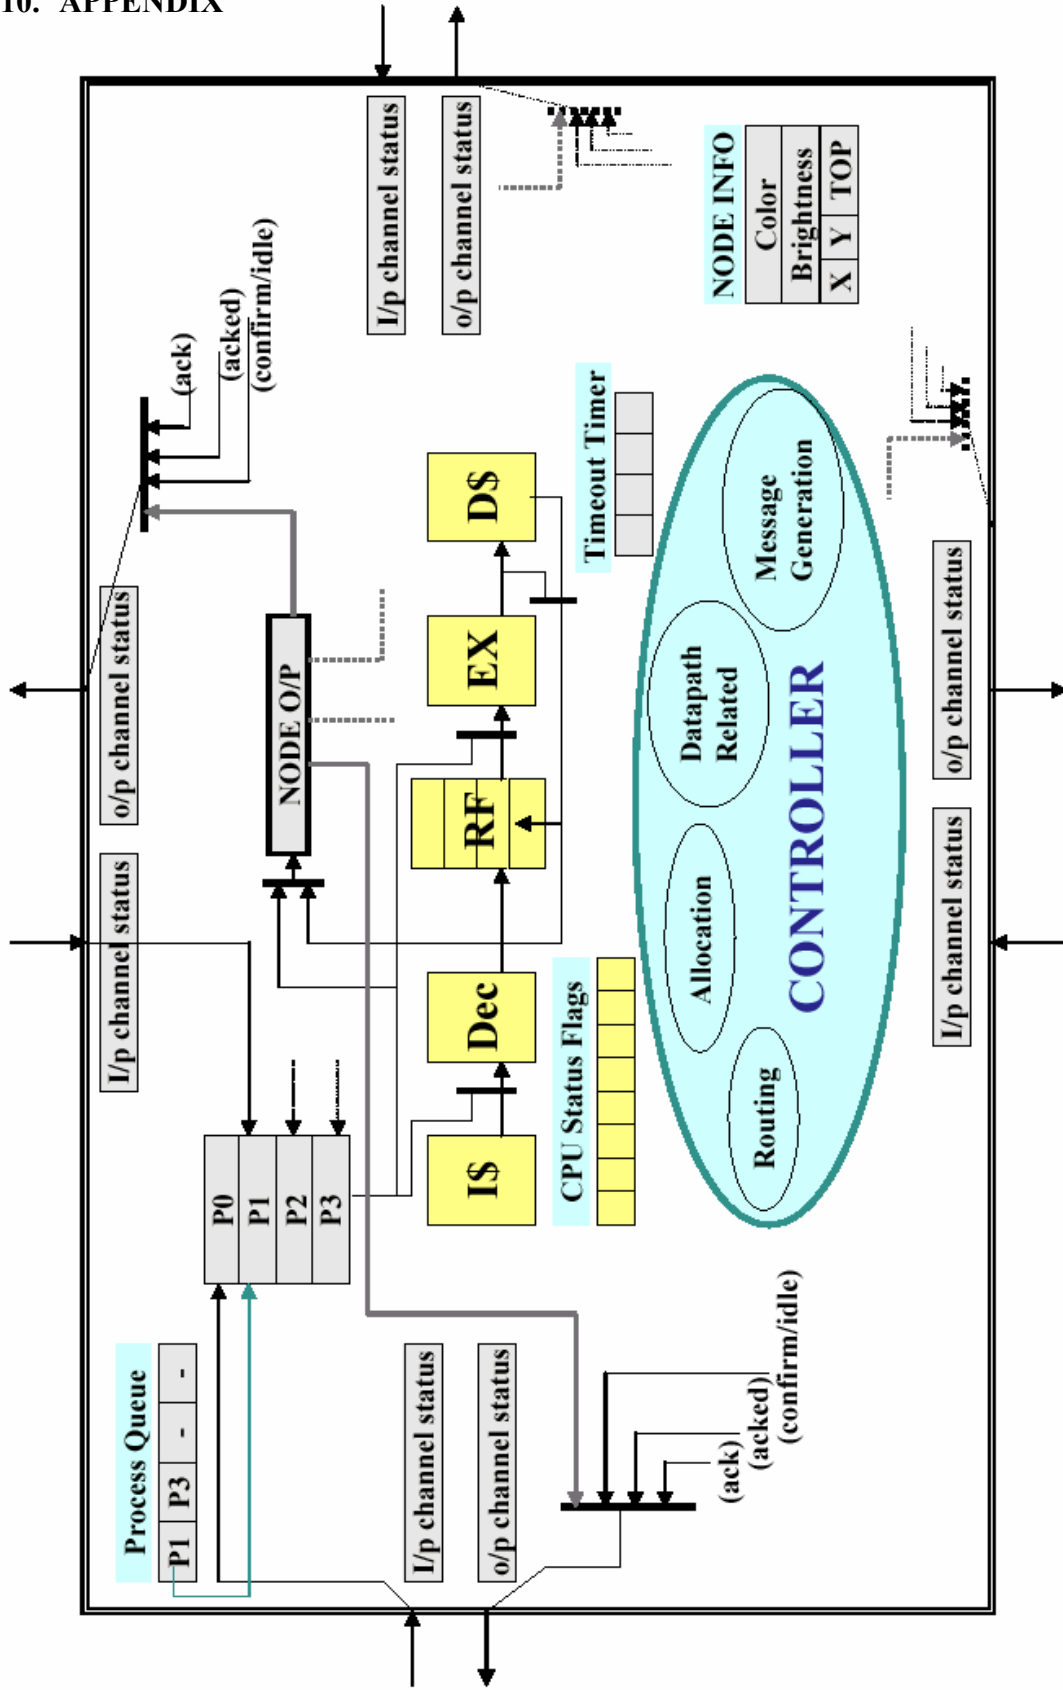 10. APPENDIX
Process Queue
P1 P3 - -
I/p channel status
o/p channel status
I/p channel status
o/p channel status
(ack)
(acked)
(confirm/idle)
P0
P1
P2
P3
NODE O/P
I/p channel status
o/p channel status
IS
Dec
RF
EX
DS
CPU Status Flags
Timeout Timer
NODE INFO
Color
Brightness
X Y TOP
Routing
Allocation
Datapath
Related
Message
Generation
CONTROLLER
(ack)
(acked)
(confirm/idle)
I/p channel status
o/p channel status